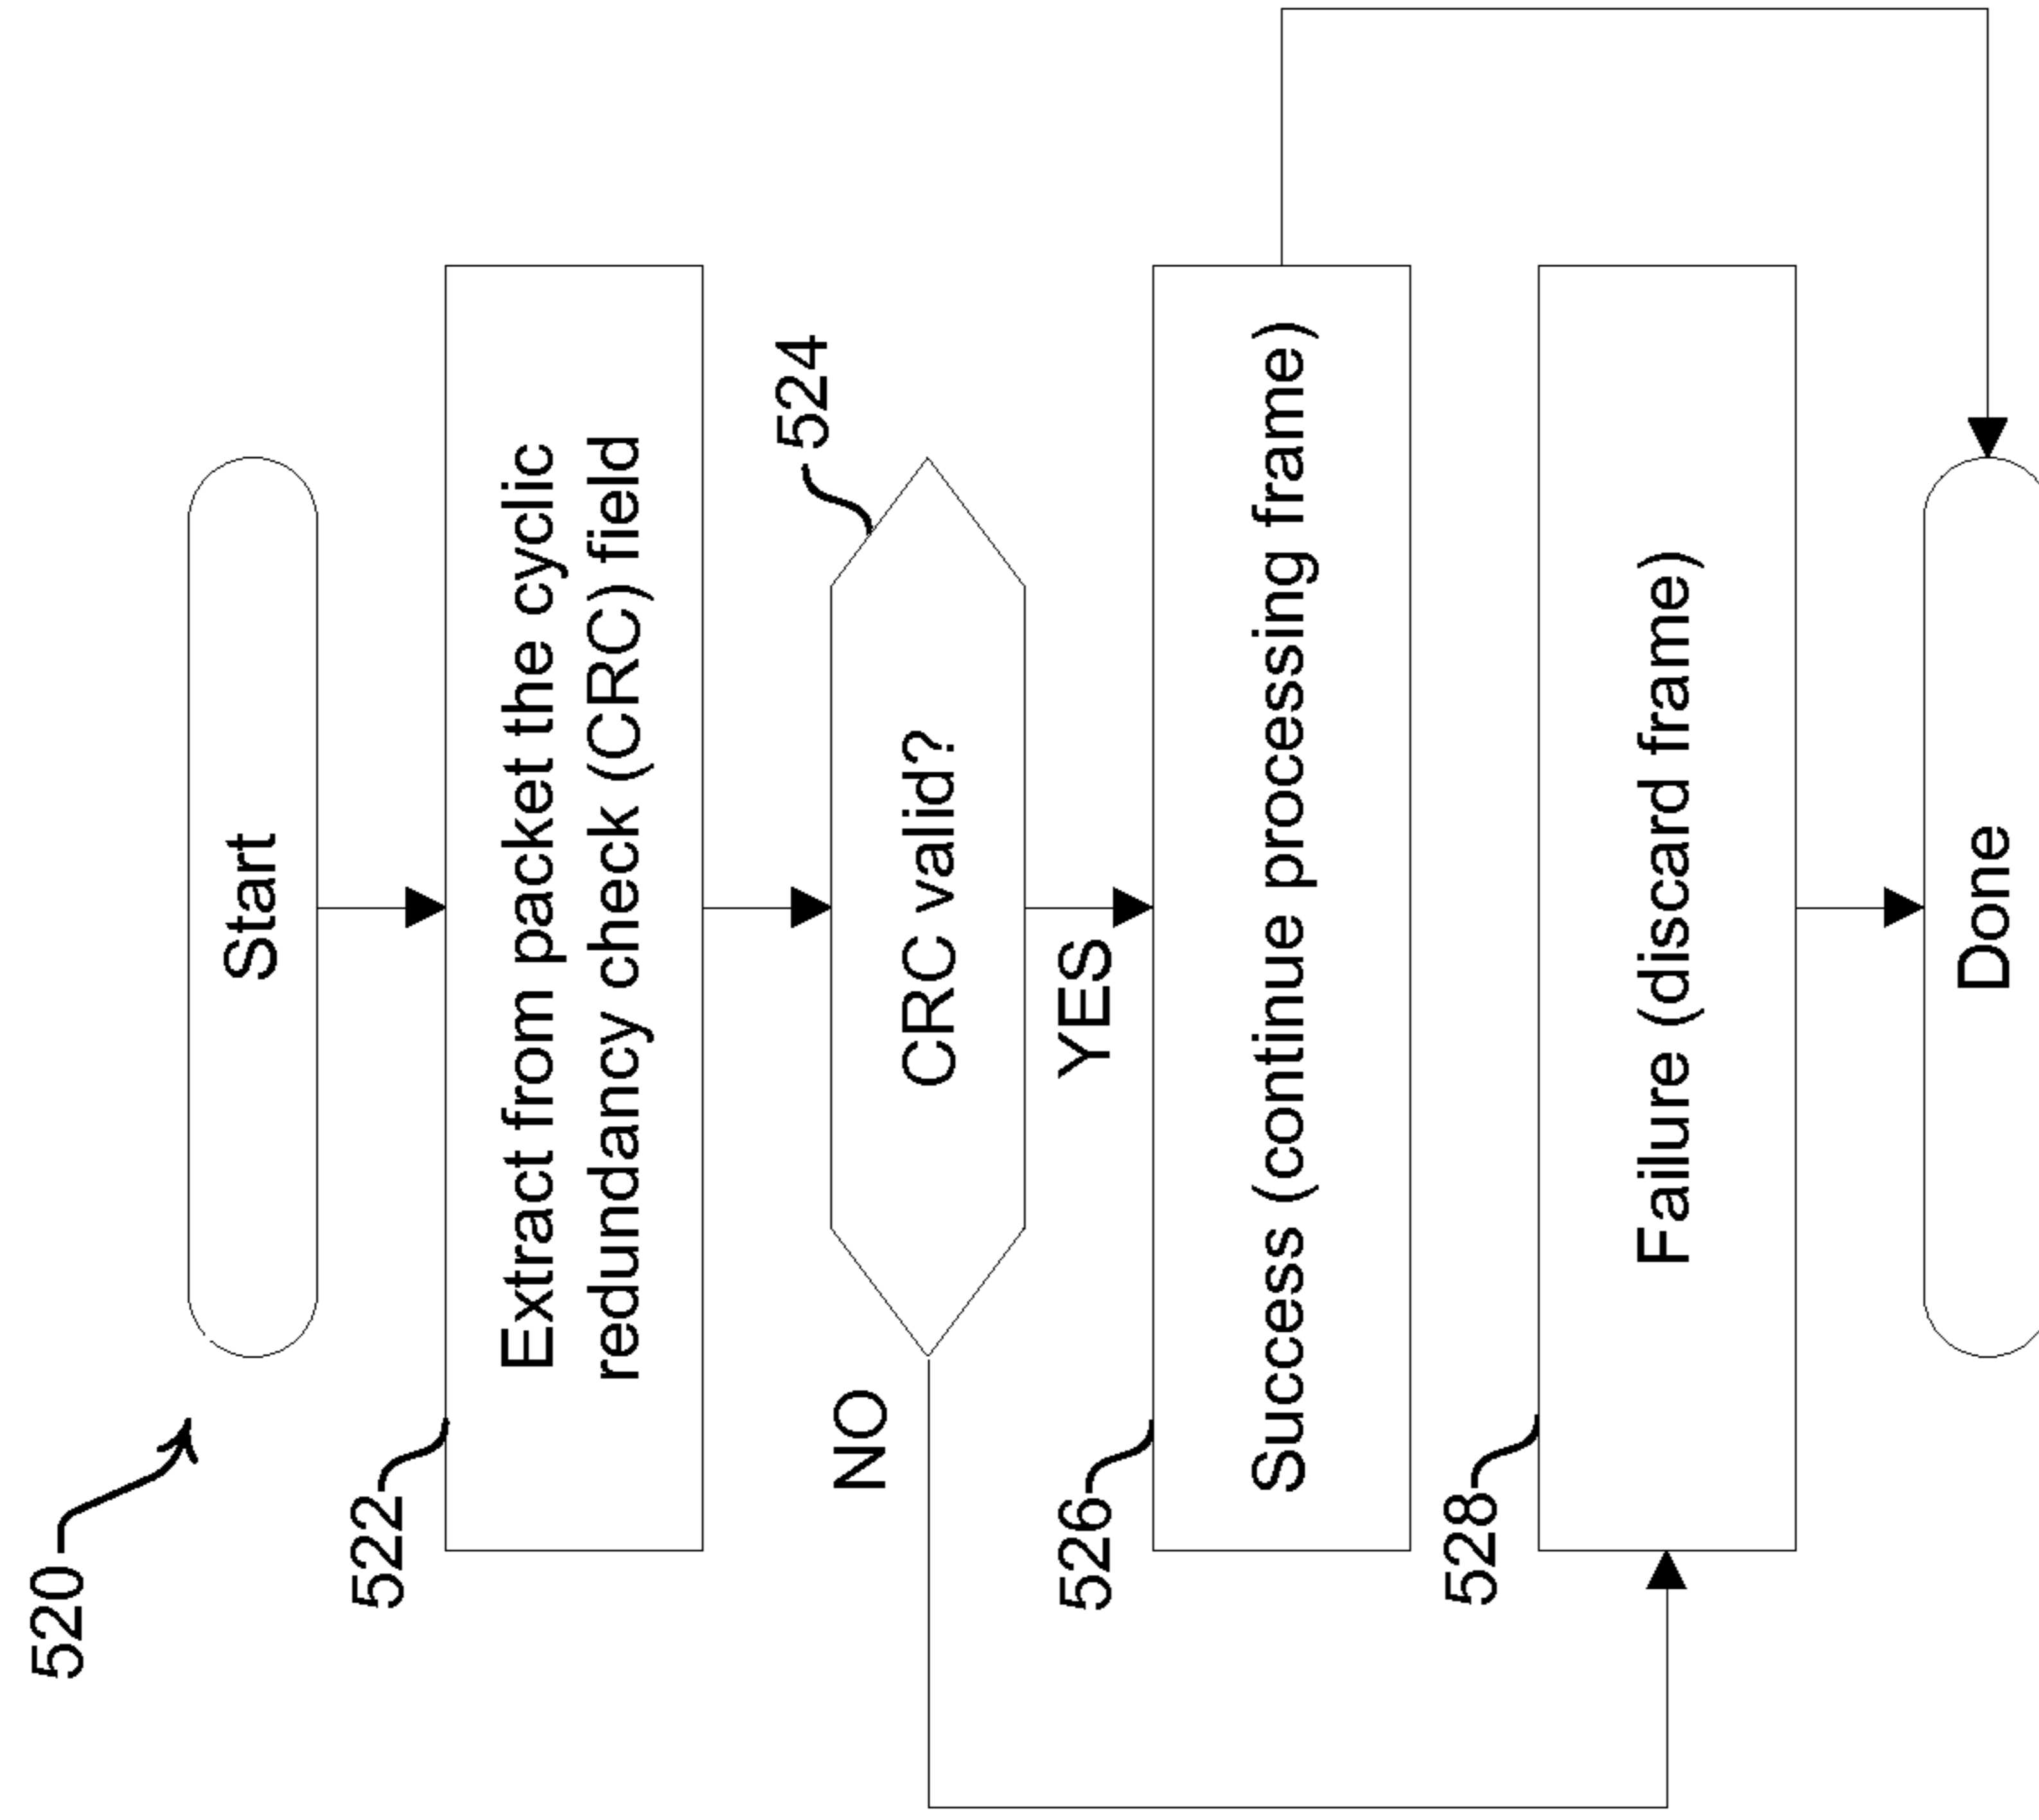 520
Start
522
Extract from packet the cyclic
redundancy check (CRC) field
524
CRC valid?
NO
YES
526
Success (continue processing frame)
528
Failure (discard frame)
Done